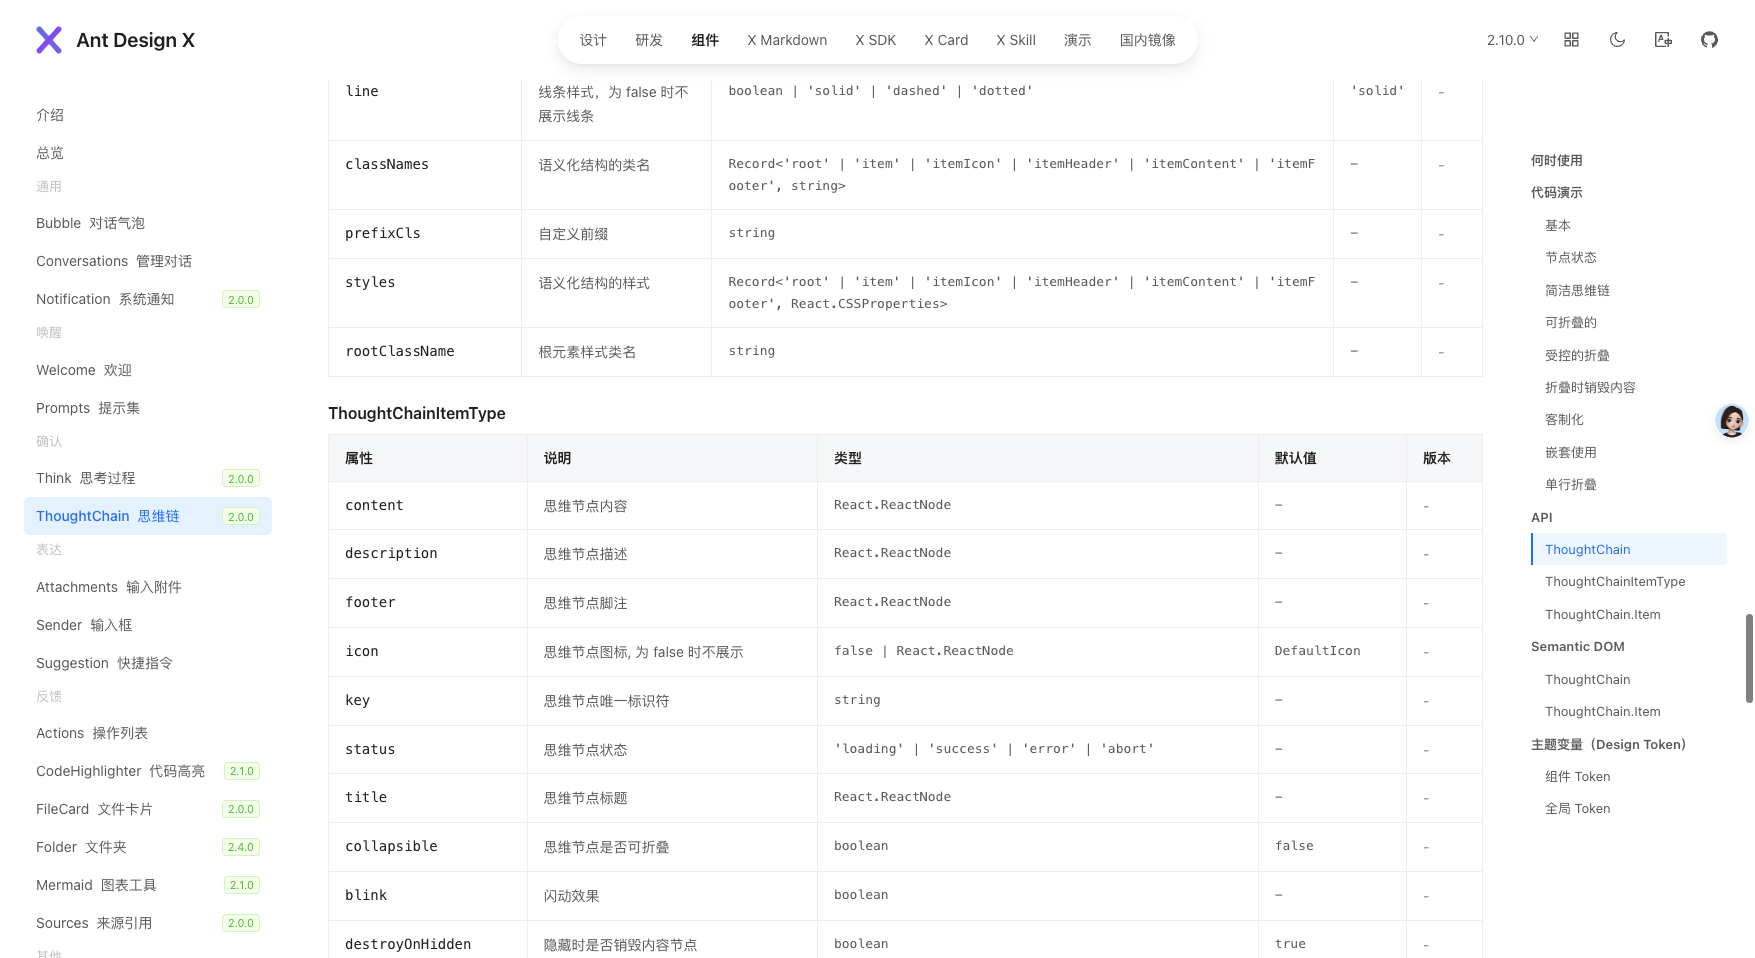 Ant Design X
设计 研发 组件 X Markdown X SDK X Card X Skill 演示 国内镜像
2.10.0
介绍
总览
通用
Bubble 对话气泡
Conversations 管理对话
Notification 系统通知 2.0.0
唤醒
Welcome 欢迎
Prompts 提示集
确认
Think 思考过程 2.0.0
ThoughtChain 思维链 2.0.0
表达
Attachments 输入附件
Sender 输入框
Suggestion 快捷指令
反馈
Actions 操作列表
CodeHighlighter 代码高亮 2.1.0
FileCard 文件卡片 2.0.0
Folder 文件夹 2.4.0
Mermaid 图表工具 2.1.0
Sources 来源引用 2.0.0
其他
line 线条样式，为 false 时不 boolean | 'solid' | 'dashed' | 'dotted' 'solid' -
展示线条
classNames 语义化结构的类名 Record<'root' | 'item' | 'itemIcon' | 'itemHeader' | 'itemContent' | 'itemF – -
ooter', string>
prefixCls 自定义前缀 string – -
styles 语义化结构的样式 Record<'root' | 'item' | 'itemIcon' | 'itemHeader' | 'itemContent' | 'itemF – -
ooter', React.CSSProperties>
rootClassName 根元素样式类名 string – -
ThoughtChainItemType
属性 说明 类型 默认值 版本
content 思维节点内容 React.ReactNode – -
description 思维节点描述 React.ReactNode – -
footer 思维节点脚注 React.ReactNode – -
icon 思维节点图标, 为 false 时不展示 false | React.ReactNode DefaultIcon -
key 思维节点唯一标识符 string – -
status 思维节点状态 'loading' | 'success' | 'error' | 'abort' – -
title 思维节点标题 React.ReactNode – -
collapsible 思维节点是否可折叠 boolean false -
blink 闪动效果 boolean – -
destroyOnHidden 隐藏时是否销毁内容节点 boolean true -
何时使用
代码演示
基本
节点状态
简洁思维链
可折叠的
受控的折叠
折叠时销毁内容
客制化
嵌套使用
单行折叠
API
ThoughtChain
ThoughtChainItemType
ThoughtChain.Item
Semantic DOM
ThoughtChain
ThoughtChain.Item
主题变量（Design Token）
组件 Token
全局 Token